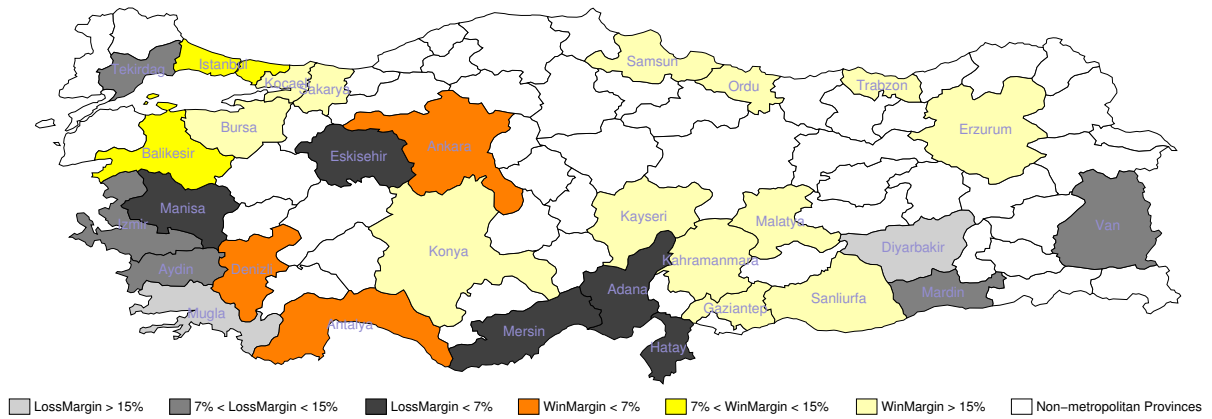 Samsun
Istanbul
Tekirdag
Kocaeli
Ordu
Trabzon
Sakarya
Bursa
Erzurum
Balikesir
Eskisehir
Ankara
Manisa
Kayseri
Malatya
Izmir
Van
Konya
Diyarbakir
Kahramanmara
Aydin
Denizli
Adana
Mardin
Sanliurfa
Gaziantep
Mugla
Antalya
Mersin
Hatay
LossMargin > 15% 7% < LossMargin < 15% LossMargin < 7% WinMargin < 7% 7% < WinMargin < 15% WinMargin > 15% Non−metropolitan Provinces